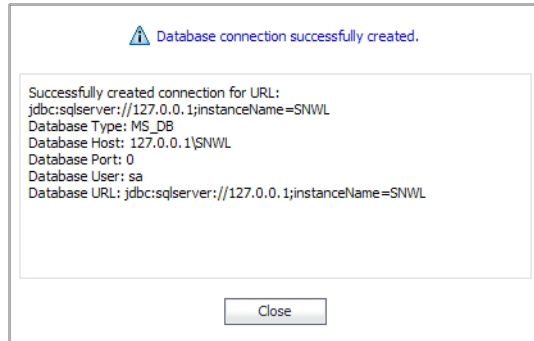 Database connection successfully created.
Successfully created connection for URL:
jdbc:sqlserver://127.0.0.1;instanceName=SNWL
Database Type: MS_DB
Database Host: 127.0.0.1\SNWL
Database Port: 0
Database User: sa
Database URL: jdbc:sqlserver://127.0.0.1;instanceName=SNWL
Close